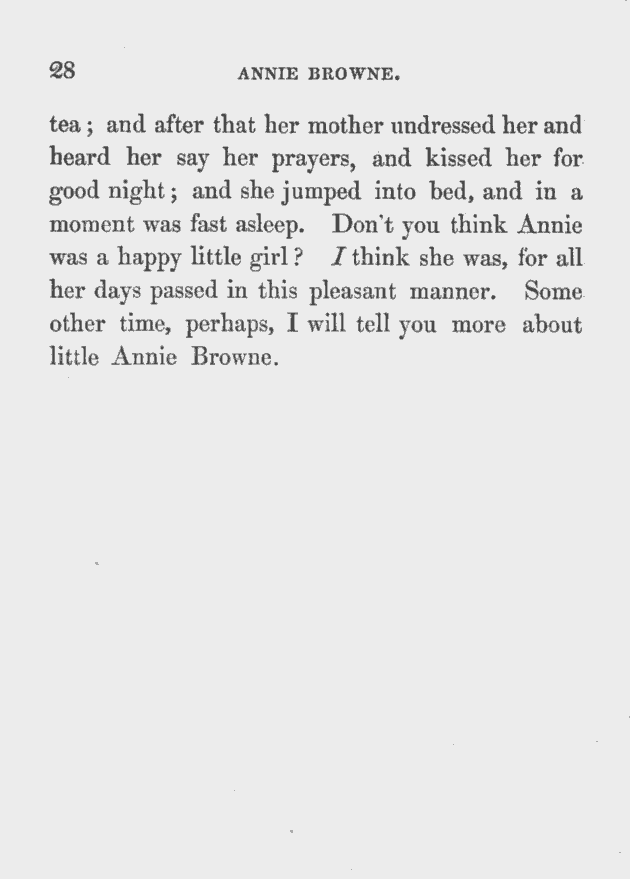 28 ANNIE BROWNE.
tea; and after that her mother undressed her and
heard her say her prayers, and kissed her for
good night; and she jumped into bed, and in a
moment was fast asleep. Don't you think Annie
was a happy little girl? I think she was, for all
her days passed in this pleasant manner. Some
other time, perhaps, I will tell you more about
little Annie Browne.